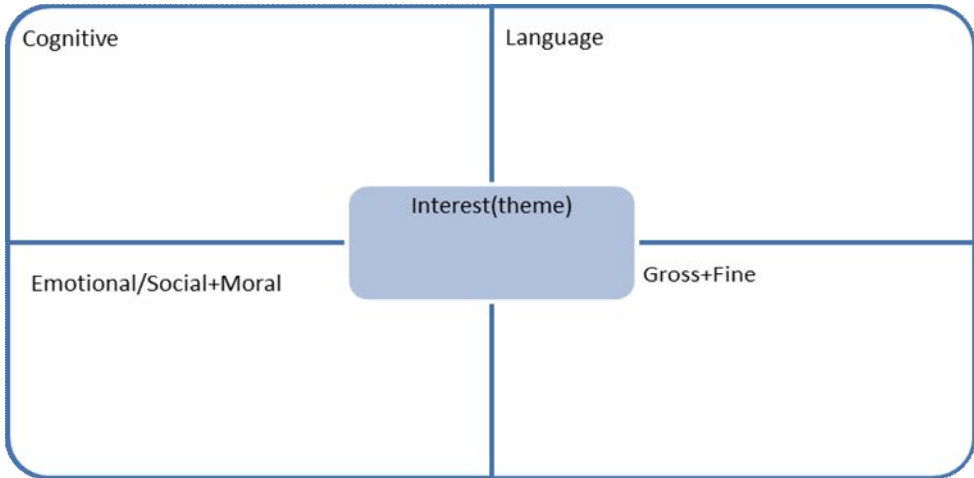 Cognitive
Language
Interest(theme)
Emotional/Social+Moral
Gross+Fine